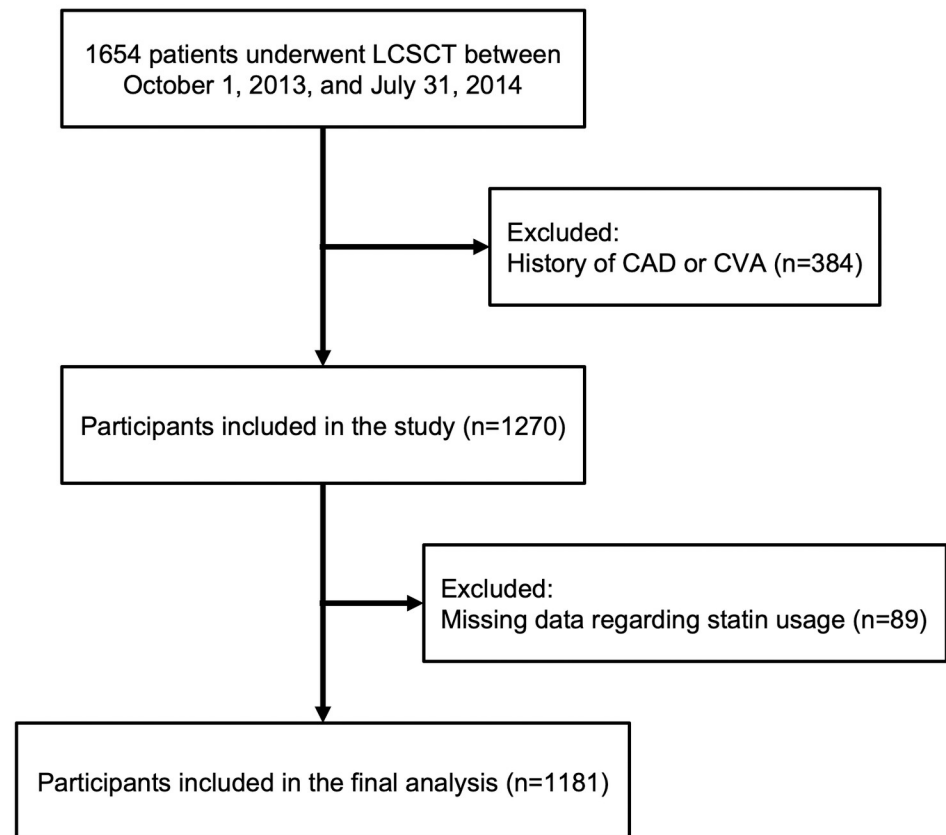 1654 patients underwent LCSCT between
October 1, 2013, and July 31, 2014
Excluded:
History of CAD or CVA (n=384)
Participants included in the study (n=1270)
Excluded:
Missing data regarding statin usage (n=89)
Participants included in the final analysis (n=1181)